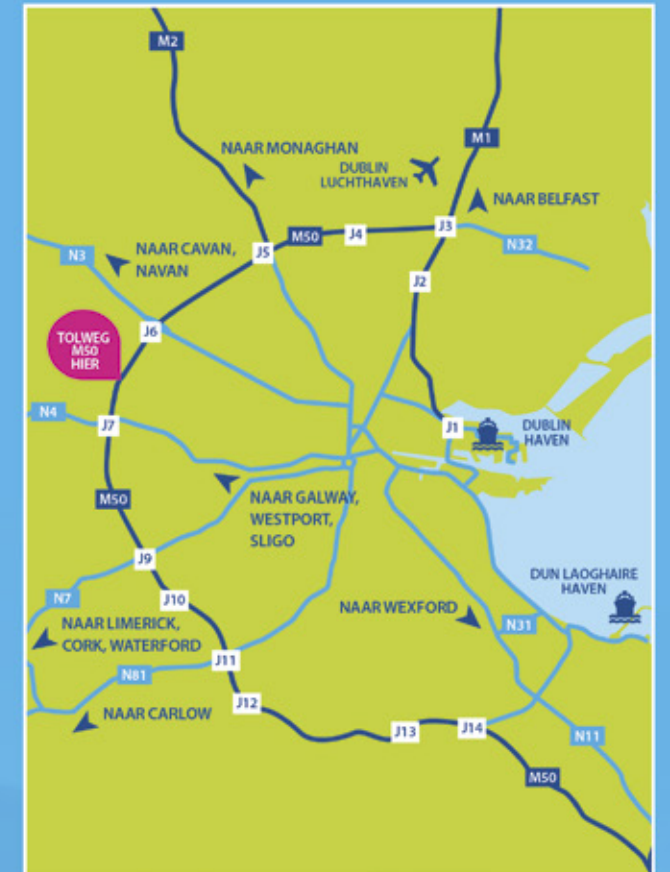 M2
M1
NAAR MONAGHAN
DUBLIN
LUCHTHAVEN
NAAR BELFAST
J3
M50
J4
N32
J5
N3
NAAR CAVAN,
NAVAN
J2
J6
TOLWEG
M50
HIER
N4
J7
J1
DUBLIN
HAVEN
M50
NAAR GALWAY,
WESTPORT,
SLIGO
J9
DUN LAOGHAIRE
HAVEN
N7
J10
NAAR WEXFORD
NAAR LIMERICK,
CORK, WATERFORD
N31
J11
N81
J12
NAAR CARLOW
J13
J14
N11
M50